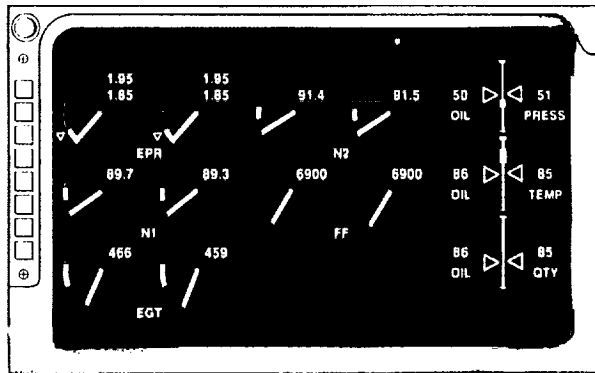 1.95 1.95
1.85 1.85 91.4 91.5 50 51
OIL PRESS
EPR N2
89.7 89.3 6900 6900 86 85
OIL TEMP
N1 FF
466 459 86 85
OIL QTY
EGT